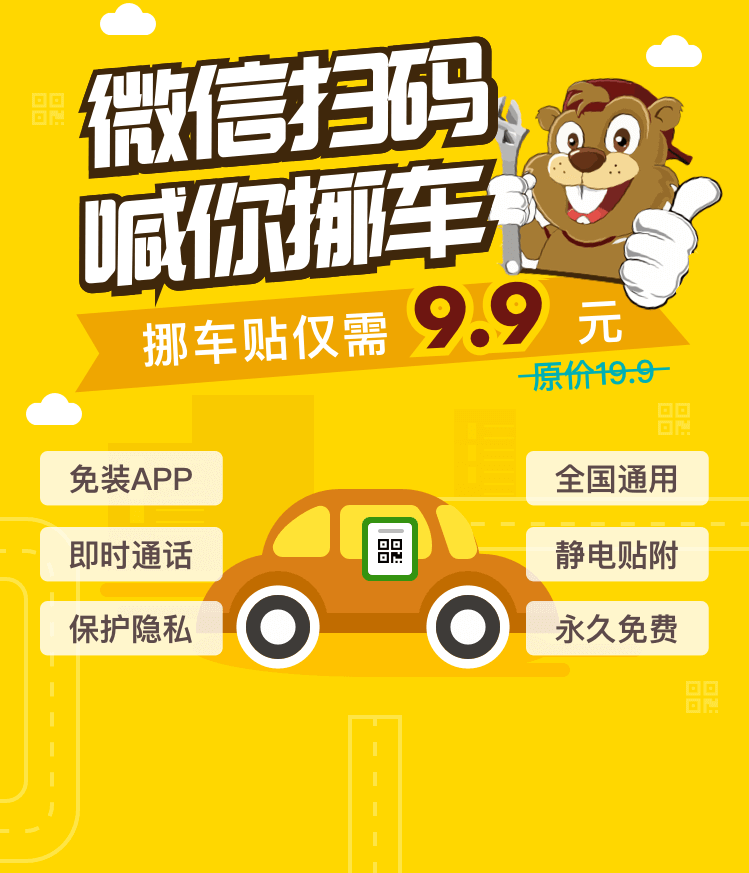 微信扫码
喊你挪车
挪车贴仅需 9.9 元
原价19.9
免装APP
全国通用
即时通话
静电贴附
保护隐私
永久免费